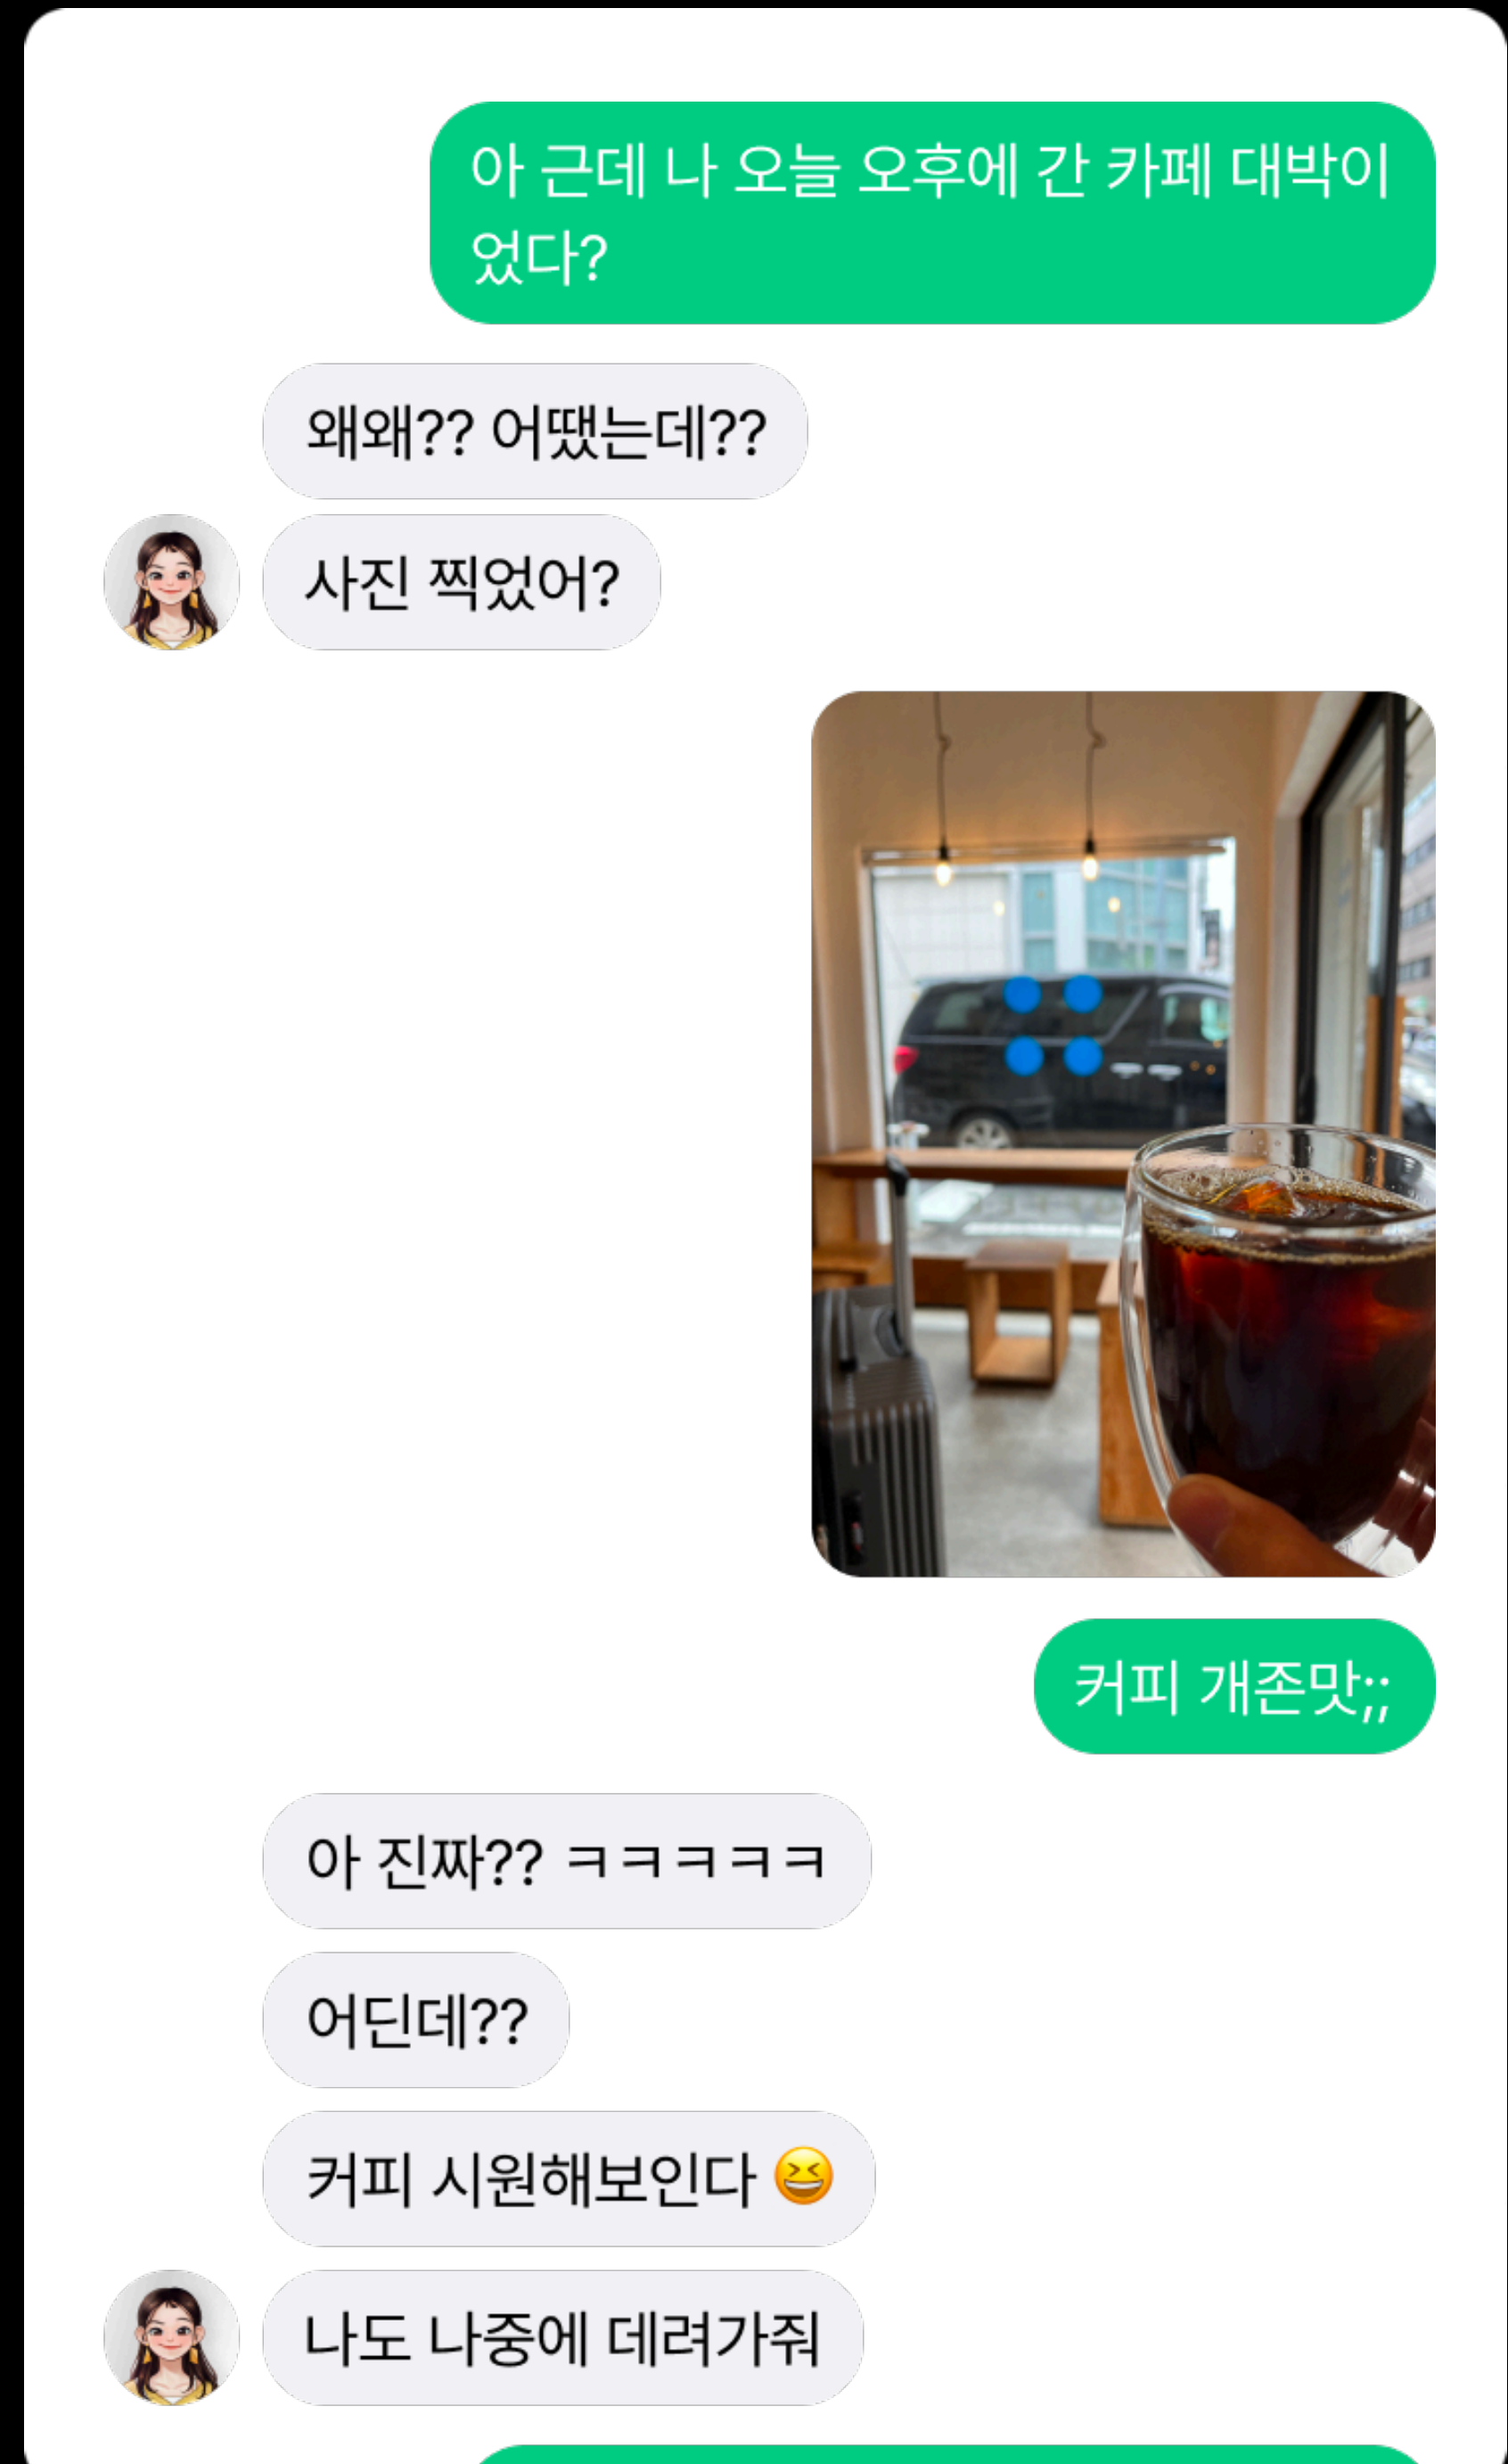 아 근데 나 오늘 오후에 간 카페 대박이
었다?
왜왜?? 어땠는데??
사진 찍었어?
커피 개존맛;;
아 진짜?? ㅋㅋㅋㅋㅋ
어딘데??
커피 시원해보인다 😆
나도 나중에 데려가줘